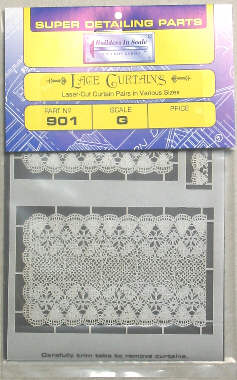 SUPER DETAILING PARTS
Builders In Scale
LACE CURTAINS
Laser-Cut Curtain Pairs in Various Sizes
PART No. SCALE PRICE
901 G
Carefully trim tabs to remove curtains.